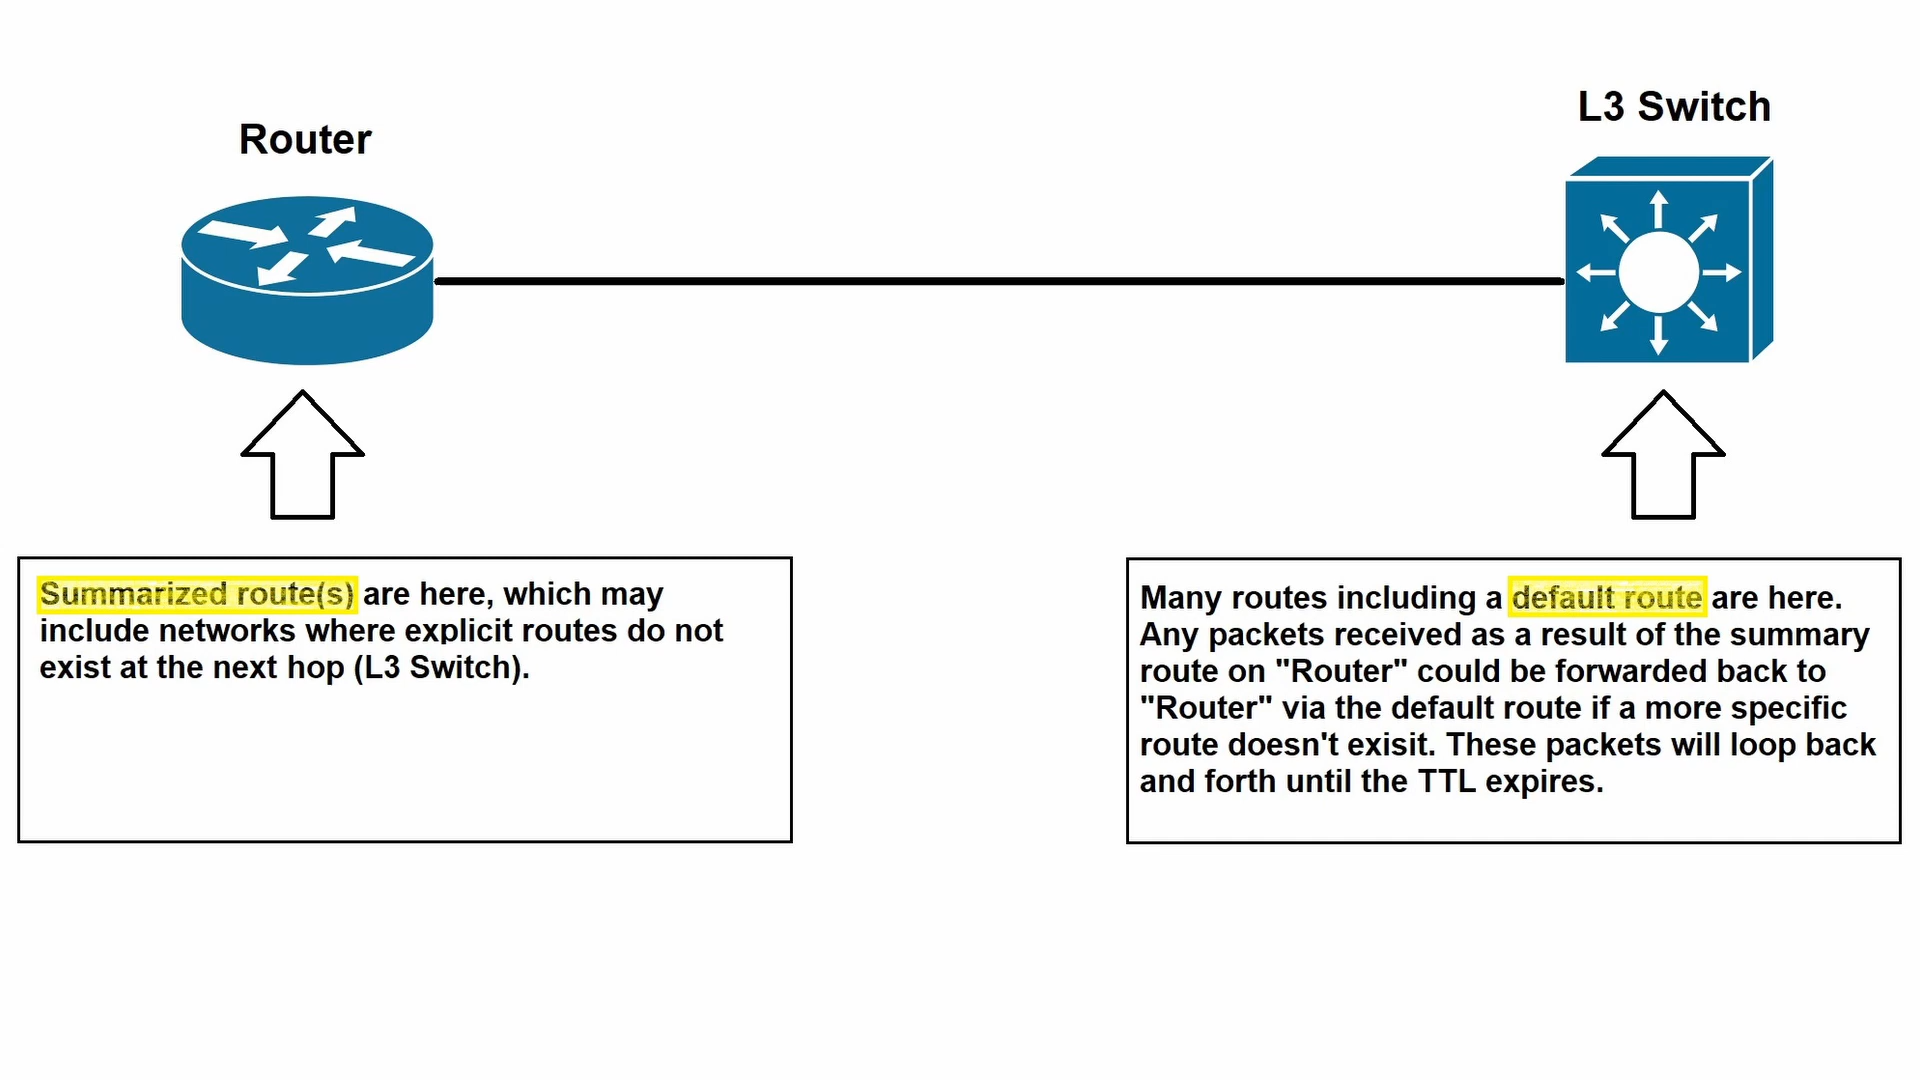 Router
L3 Switch
Summarized route(s) are here, which may
include networks where explicit routes do not
exist at the next hop (L3 Switch).
Many routes including a default route are here.
Any packets received as a result of the summary
route on "Router" could be forwarded back to
"Router" via the default route if a more specific
route doesn't exisit. These packets will loop back
and forth until the TTL expires.